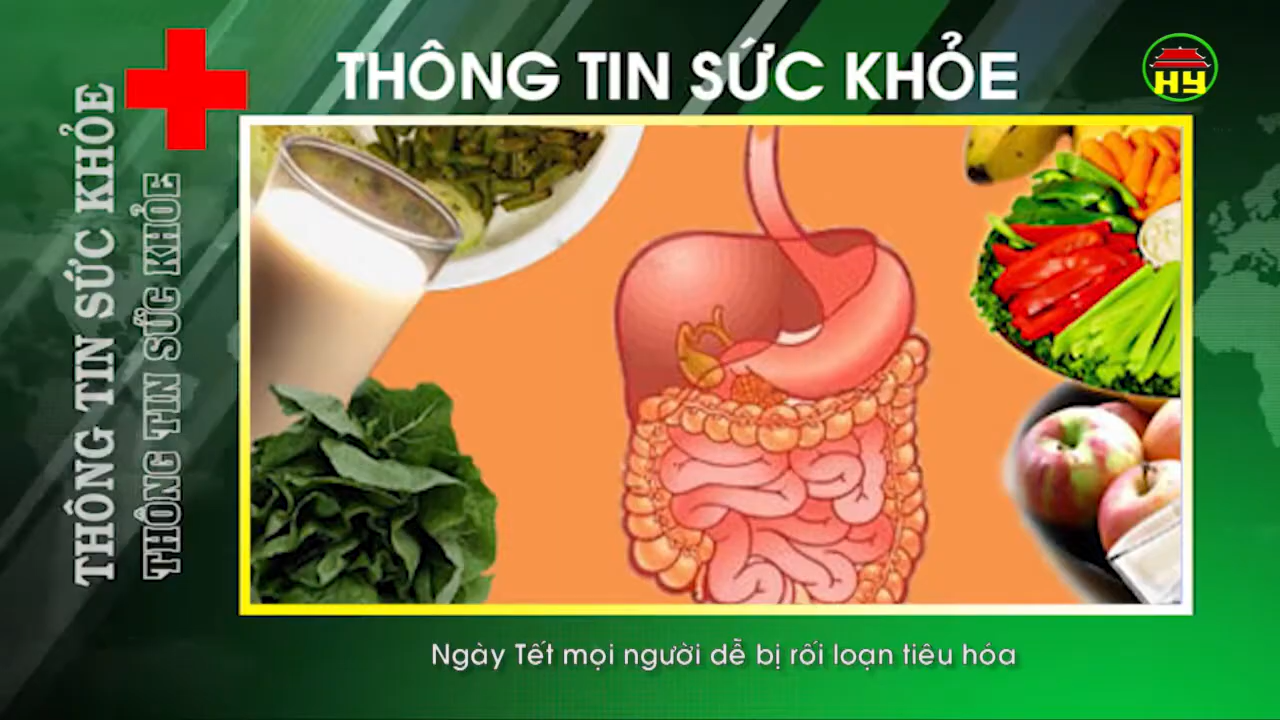 THÔNG TIN SỨC KHỎE
HY
THÔNG TIN SỨC KHỎE
THÔNG TIN SỨC KHỎE
Ngày Tết mọi người dễ bị rối loạn tiêu hóa